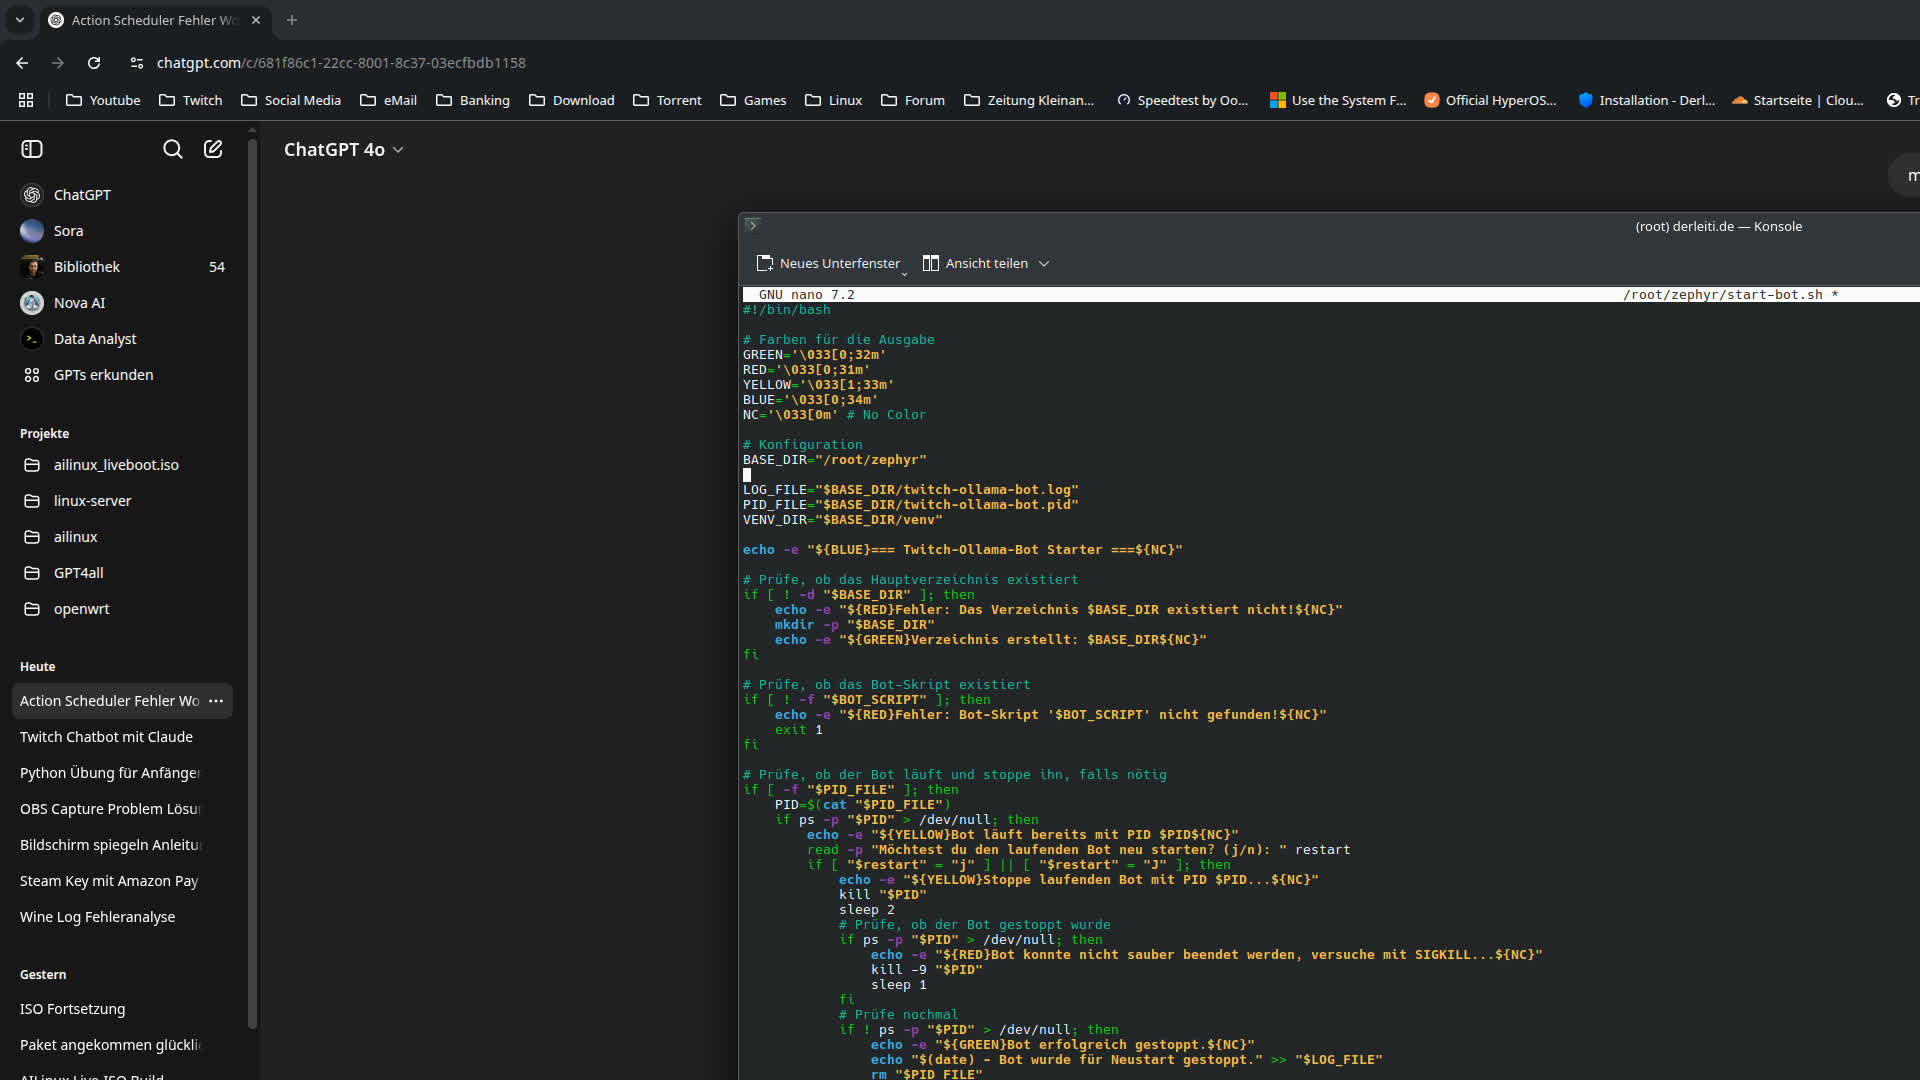 Action Scheduler Fehler Wo
chatgpt.com/c/681f86c1-22cc-8001-8c37-03ecfbdb1158
Youtube Twitch Social Media eMail Banking Download Torrent Games Linux Forum Zeitung Kleinan... Speedtest by Oo... Use the System F... Official HyperOS... Installation - Derl... Startseite | Clou... Tr
ChatGPT 4o
ChatGPT
Sora
Bibliothek 54
Nova AI
Data Analyst
GPTs erkunden
Projekte
ailinux_liveboot.iso
linux-server
ailinux
GPT4all
openwrt
Heute
Action Scheduler Fehler Wo
Twitch Chatbot mit Claude
Python Übung für Anfänger
OBS Capture Problem Lösu
Bildschirm spiegeln Anleitu
Steam Key mit Amazon Pay
Wine Log Fehleranalyse
Gestern
ISO Fortsetzung
Paket angekommen glückli
AILinux Live ISO Build
m
(root) derleiti.de — Konsole
Neues Unterfenster Ansicht teilen
GNU nano 7.2 /root/zephyr/start-bot.sh *
#!/bin/bash
# Farben für die Ausgabe
GREEN='\033[0;32m'
RED='\033[0;31m'
YELLOW='\033[1;33m'
BLUE='\033[0;34m'
NC='\033[0m' # No Color
# Konfiguration
BASE_DIR="/root/zephyr"
LOG_FILE="$BASE_DIR/twitch-ollama-bot.log"
PID_FILE="$BASE_DIR/twitch-ollama-bot.pid"
VENV_DIR="$BASE_DIR/venv"
echo -e "${BLUE}=== Twitch-Ollama-Bot Starter ===${NC}"
# Prüfe, ob das Hauptverzeichnis existiert
if [ ! -d "$BASE_DIR" ]; then
    echo -e "${RED}Fehler: Das Verzeichnis $BASE_DIR existiert nicht!${NC}"
    mkdir -p "$BASE_DIR"
    echo -e "${GREEN}Verzeichnis erstellt: $BASE_DIR${NC}"
fi
# Prüfe, ob das Bot-Skript existiert
if [ ! -f "$BOT_SCRIPT" ]; then
    echo -e "${RED}Fehler: Bot-Skript '$BOT_SCRIPT' nicht gefunden!${NC}"
    exit 1
fi
# Prüfe, ob der Bot läuft und stoppe ihn, falls nötig
if [ -f "$PID_FILE" ]; then
    PID=$(cat "$PID_FILE")
    if ps -p "$PID" > /dev/null; then
        echo -e "${YELLOW}Bot läuft bereits mit PID $PID${NC}"
        read -p "Möchtest du den laufenden Bot neu starten? (j/n): " restart
        if [ "$restart" = "j" ] || [ "$restart" = "J" ]; then
            echo -e "${YELLOW}Stoppe laufenden Bot mit PID $PID...${NC}"
            kill "$PID"
            sleep 2
            # Prüfe, ob der Bot gestoppt wurde
            if ps -p "$PID" > /dev/null; then
                echo -e "${RED}Bot konnte nicht sauber beendet werden, versuche mit SIGKILL...${NC}"
                kill -9 "$PID"
                sleep 1
            fi
            # Prüfe nochmal
            if ! ps -p "$PID" > /dev/null; then
                echo -e "${GREEN}Bot erfolgreich gestoppt.${NC}"
                echo "$(date) - Bot wurde für Neustart gestoppt." >> "$LOG_FILE"
                rm "$PID_FILE"